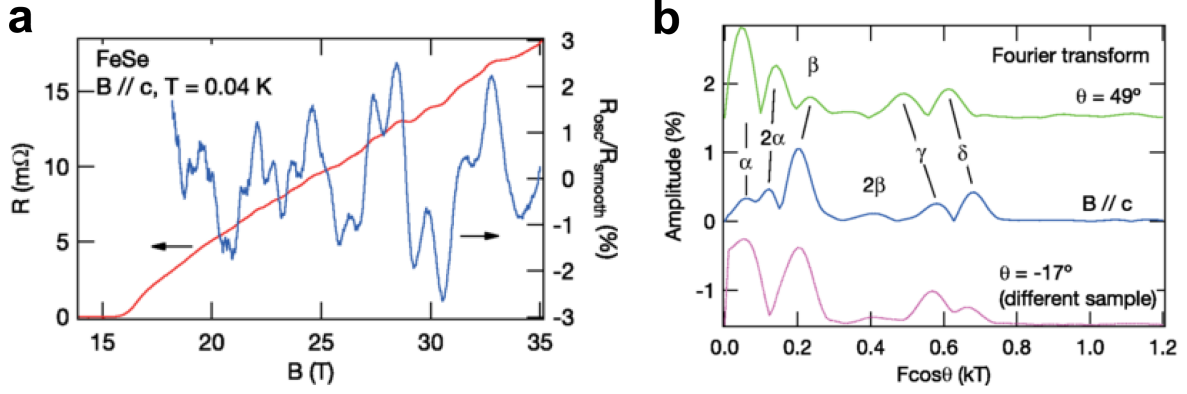 a
FeSe
B // c, T = 0.04 K
15
10
5
0
R (mΩ)
3
2
1
0
-1
-2
-3
Rosc/Rsmooth (%)
15 20 25 30 35
B (T)
b
Fourier transform
θ = 49º
β
α
2α
γ
δ
2β
B // c
θ = -17º
(different sample)
2
1
0
-1
Amplitude (%)
0.0 0.2 0.4 0.6 0.8 1.0 1.2
Fcosθ (kT)